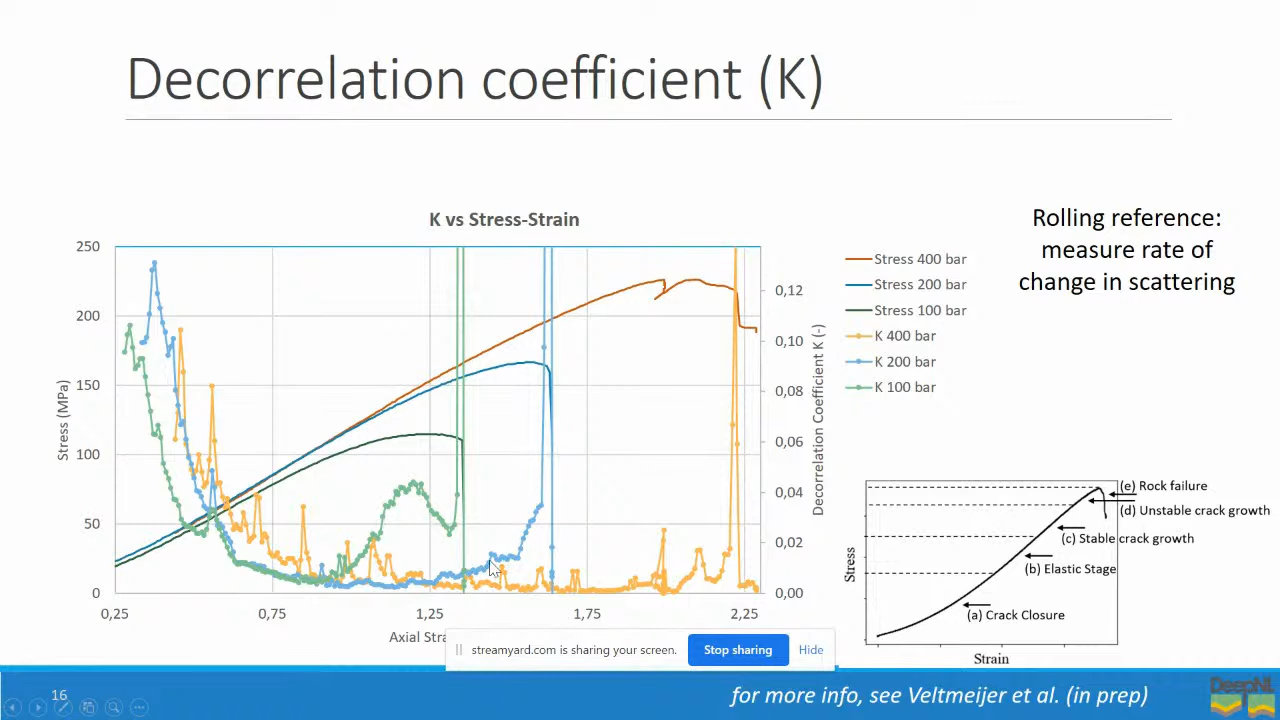 Decorrelation coefficient (K)
K vs Stress-Strain
Rolling reference:
measure rate of
change in scattering
250
200
150
100
50
0
Stress (MPa)
0,12
0,10
0,08
0,06
0,04
0,02
0,00
Decorrelation Coefficient K (-)
0,25
0,75
1,25
1,75
2,25
Axial Stra
Stress 400 bar
Stress 200 bar
Stress 100 bar
K 400 bar
K 200 bar
K 100 bar
(e) Rock failure
(d) Unstable crack growth
(c) Stable crack growth
(b) Elastic Stage
(a) Crack Closure
Stress
Strain
streamyard.com is sharing your screen.
Stop sharing
Hide
16
for more info, see Veltmeijer et al. (in prep)
DeepNL